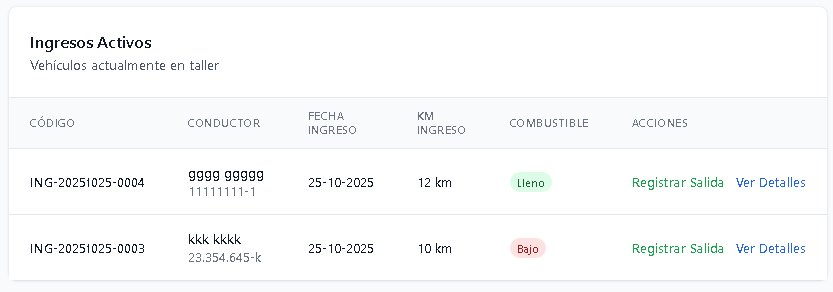 Ingresos Activos
Vehículos actualmente en taller
CÓDIGO CONDUCTOR FECHA INGRESO KM INGRESO COMBUSTIBLE ACCIONES
ING-20251025-0004 gggg ggggg 11111111-1 25-10-2025 12 km Lleno Registrar Salida Ver Detalles
ING-20251025-0003 kkk kkkk 23.354.645-k 25-10-2025 10 km Bajo Registrar Salida Ver Detalles